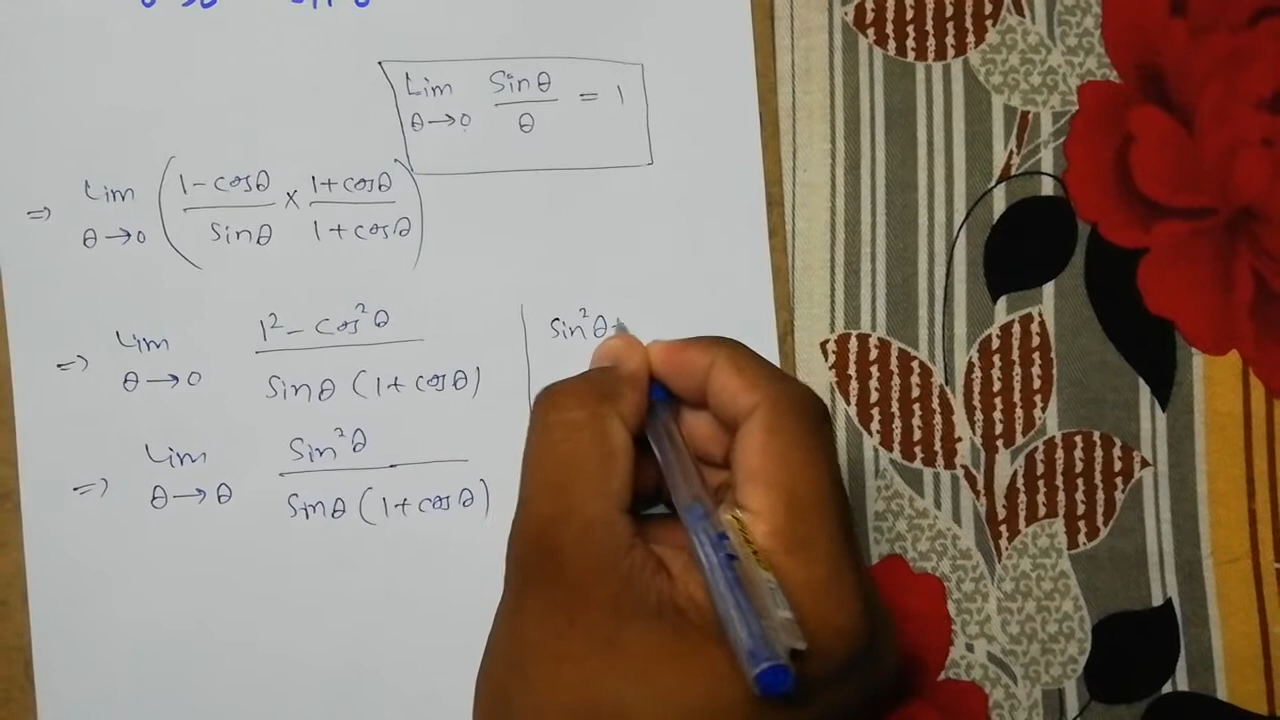 Lim sinθ/θ = 1
θ→0
⇒ Lim ( 1-cosθ/sinθ × 1+cosθ/1+cosθ )
θ→0
⇒ Lim 1²-cos²θ / sinθ(1+cosθ)
θ→0
sin²θ+
⇒ Lim sin²θ / sinθ(1+cosθ)
θ→θ